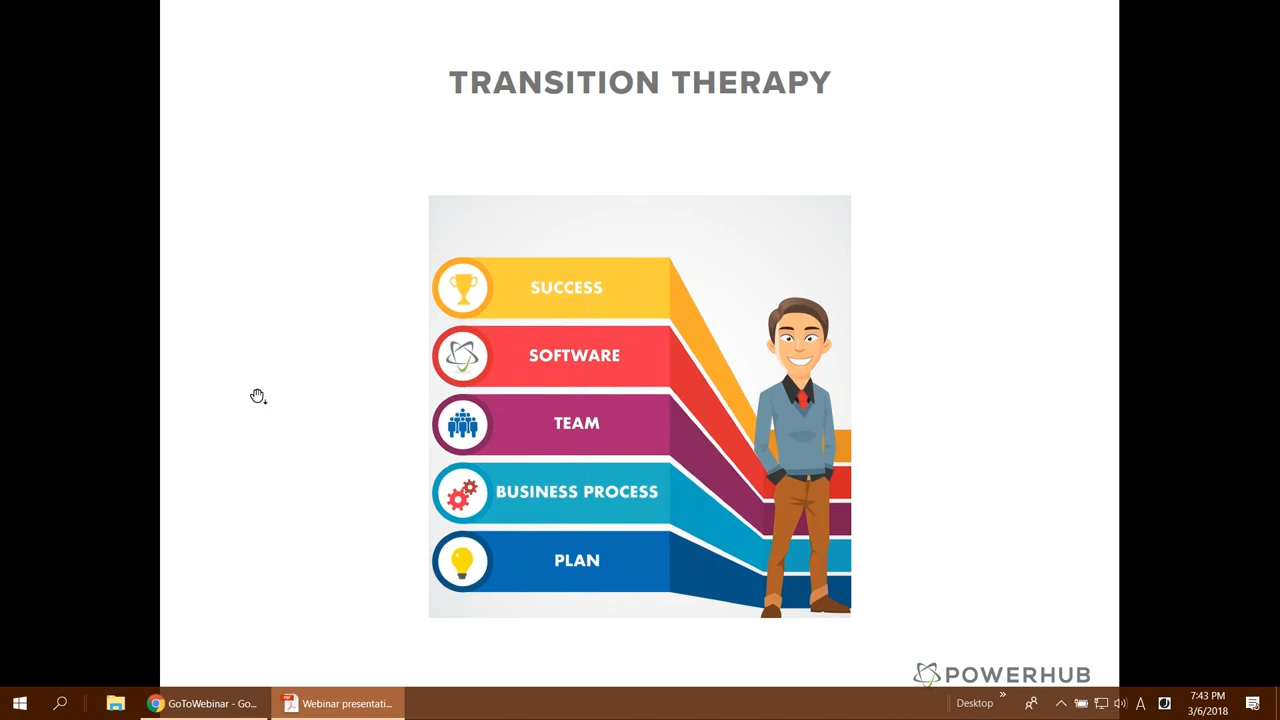 TRANSITION THERAPY
SUCCESS
SOFTWARE
TEAM
BUSINESS PROCESS
PLAN
POWERHUB
GoToWebinar - Go...
Webinar presentati...
Desktop
»
A
7:43 PM
3/6/2018